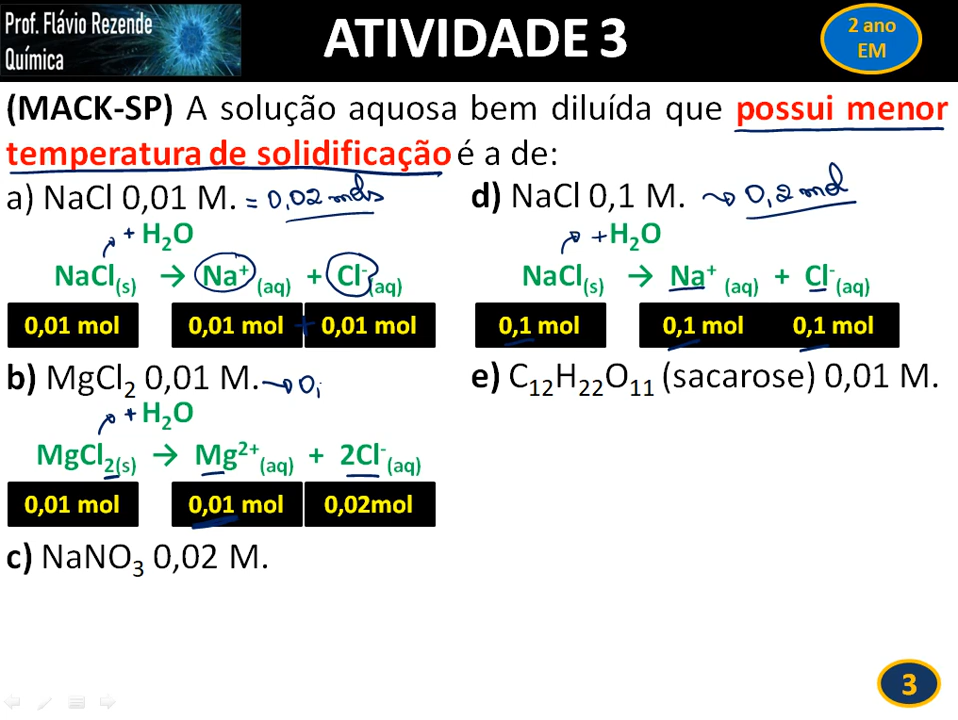 Prof. Flávio Rezende
Química
ATIVIDADE 3
2 ano
EM
(MACK-SP) A solução aquosa bem diluída que possui menor
temperatura de solidificação é a de:
a) NaCl 0,01 M. = 0,02 mols
+ H₂O
NaCl(s) → Na⁺ (aq) + Cl⁻(aq)
0,01 mol 0,01 mol + 0,01 mol
b) MgCl₂ 0,01 M. → 0,
+ H₂O
MgCl₂(s) → Mg²⁺(aq) + 2Cl⁻(aq)
0,01 mol 0,01 mol 0,02mol
c) NaNO₃ 0,02 M.
d) NaCl 0,1 M. → 0,2 mol
+ H₂O
NaCl(s) → Na⁺ (aq) + Cl⁻(aq)
0,1 mol 0,1 mol 0,1 mol
e) C₁₂H₂₂O₁₁ (sacarose) 0,01 M.
3